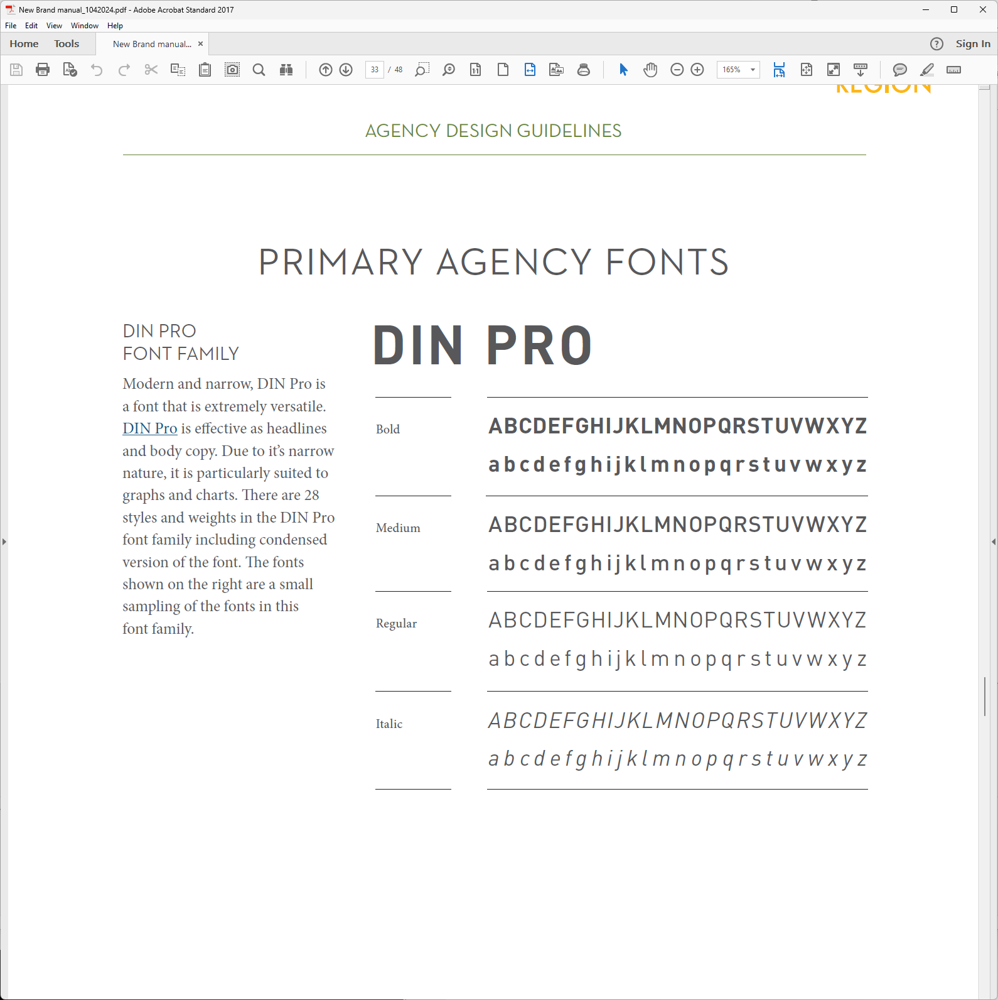 New Brand manual_1042024.pdf - Adobe Acrobat Standard 2017
File Edit View Window Help
Home Tools New Brand manual... × Sign In
33 / 48 165%
REGION
AGENCY DESIGN GUIDELINES
PRIMARY AGENCY FONTS
DIN PRO
FONT FAMILY
Modern and narrow, DIN Pro is
a font that is extremely versatile.
DIN Pro is effective as headlines
and body copy. Due to it’s narrow
nature, it is particularly suited to
graphs and charts. There are 28
styles and weights in the DIN Pro
font family including condensed
version of the font. The fonts
shown on the right are a small
sampling of the fonts in this
font family.
DIN PRO
Bold
ABCDEFGHIJKLMNOPQRSTUVWXYZ
abcdefghijklmnopqrstuvwxyz
Medium
ABCDEFGHIJKLMNOPQRSTUVWXYZ
abcdefghijklmnopqrstuvwxyz
Regular
ABCDEFGHIJKLMNOPQRSTUVWXYZ
abcdefghijklmnopqrstuvwxyz
Italic
ABCDEFGHIJKLMNOPQRSTUVWXYZ
abcdefghijklmnopqrstuvwxyz